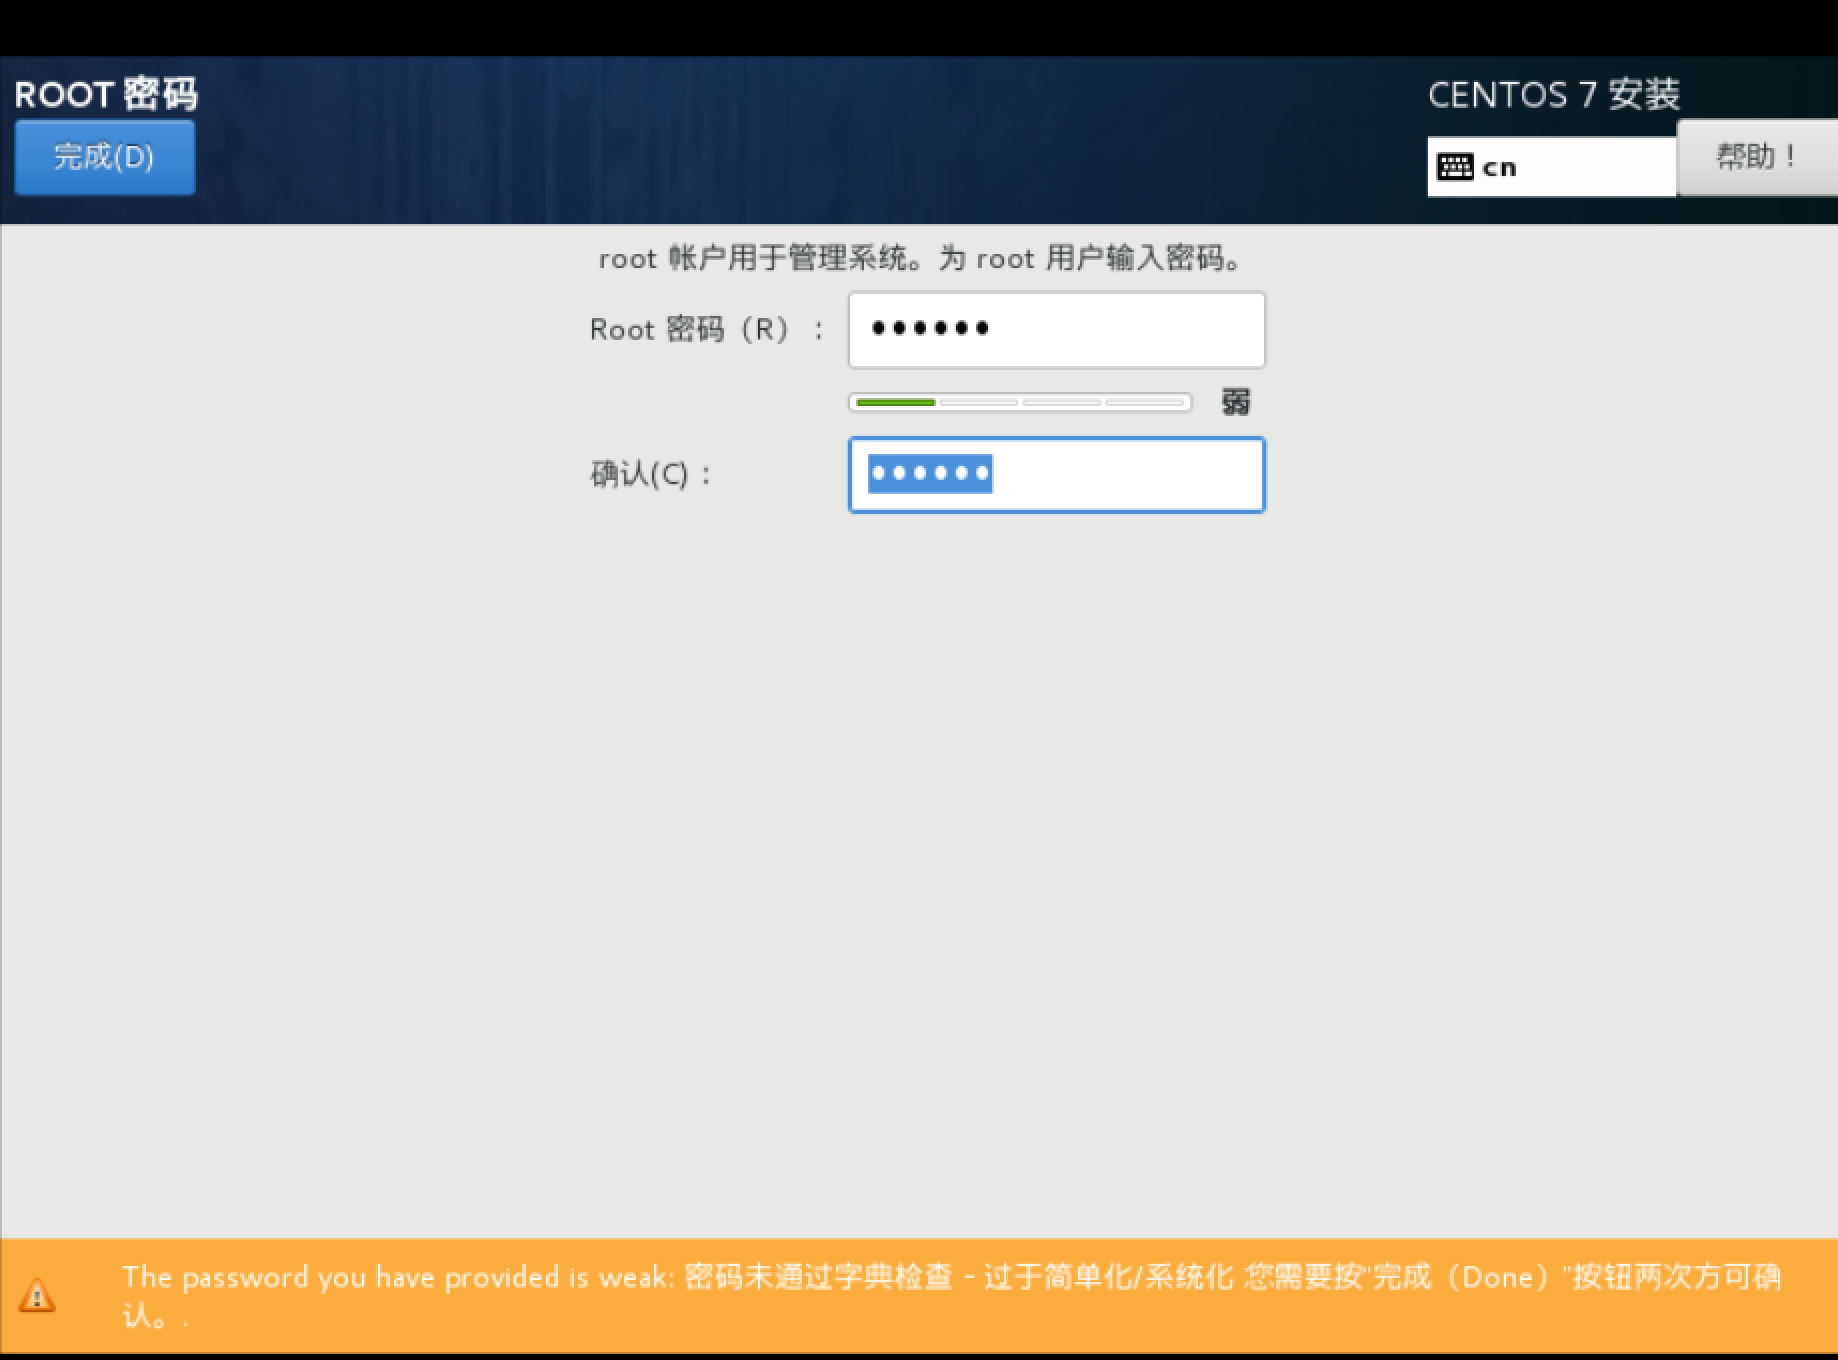 ROOT 密码
CENTOS 7 安装
完成(D)
cn
帮助！
root 帐户用于管理系统。为 root 用户输入密码。
Root 密码（R）：
●●●●●●
弱
确认(C)：
●●●●●●
The password you have provided is weak: 密码未通过字典检查 - 过于简单化/系统化 您需要按"完成（Done）"按钮两次方可确
认。.